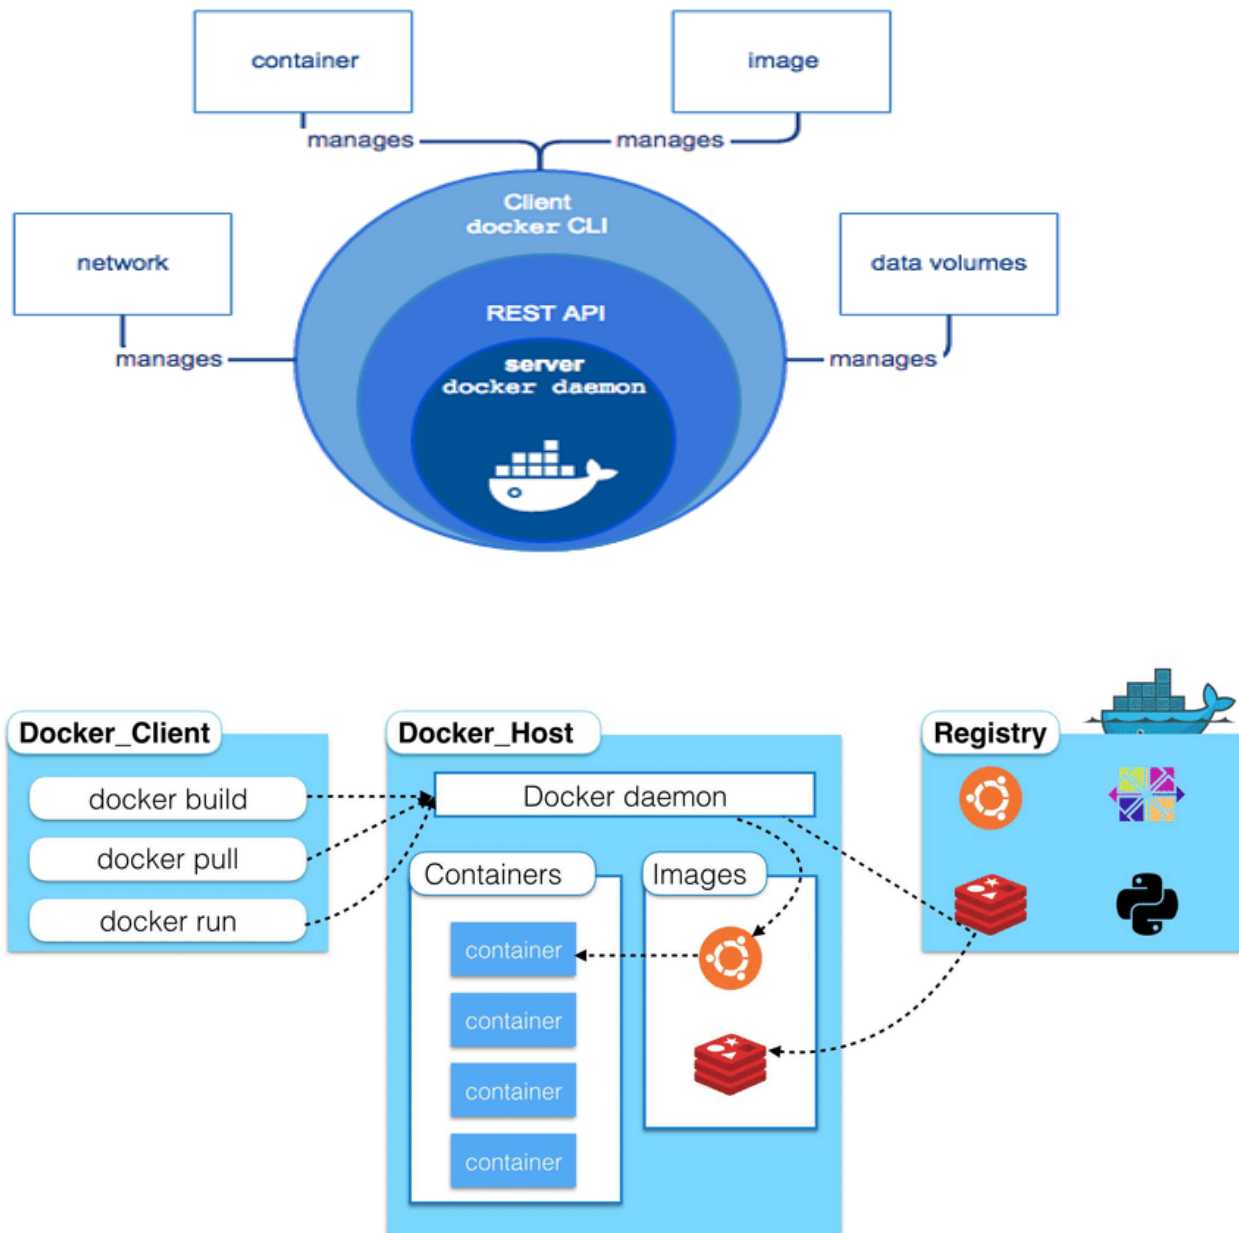 container
image
manages
manages
Client
docker CLI
network
data volumes
REST API
manages
manages
server
docker daemon
Docker_Client
docker build
docker pull
docker run
Docker_Host
Docker daemon
Containers
container
container
container
container
Images
Registry